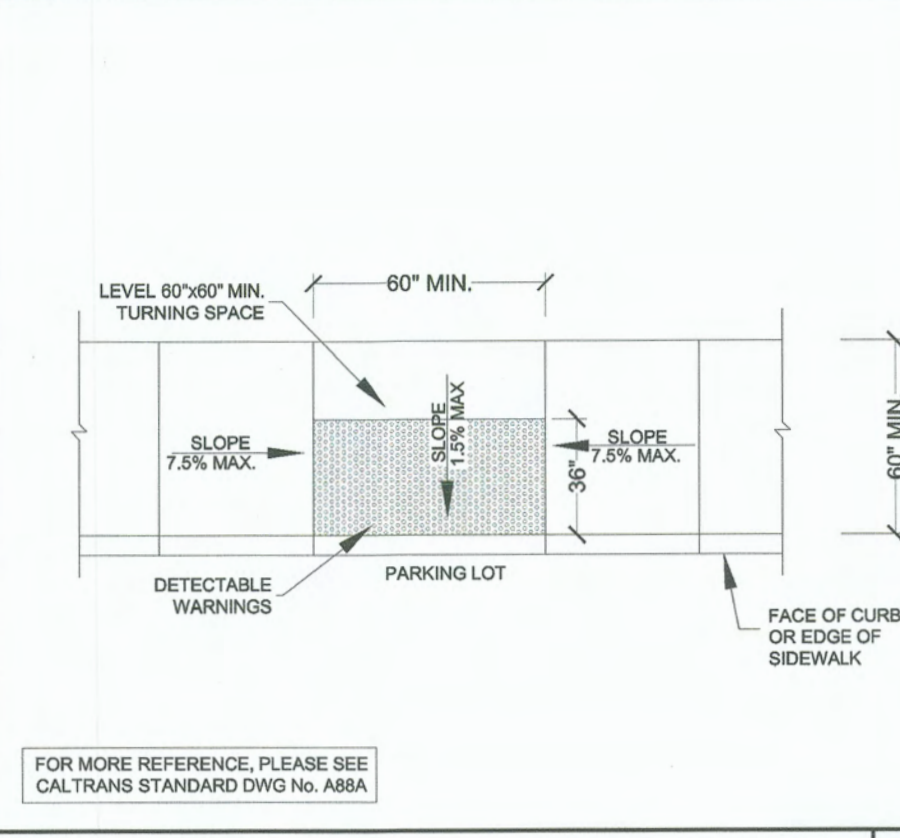 60" MIN.
LEVEL 60"x60" MIN.
TURNING SPACE
SLOPE
7.5% MAX.
SLOPE
1.5% MAX
SLOPE
7.5% MAX.
36"
60" MIN
DETECTABLE
WARNINGS
PARKING LOT
FACE OF CURB
OR EDGE OF
SIDEWALK
FOR MORE REFERENCE, PLEASE SEE
CALTRANS STANDARD DWG No. A88A